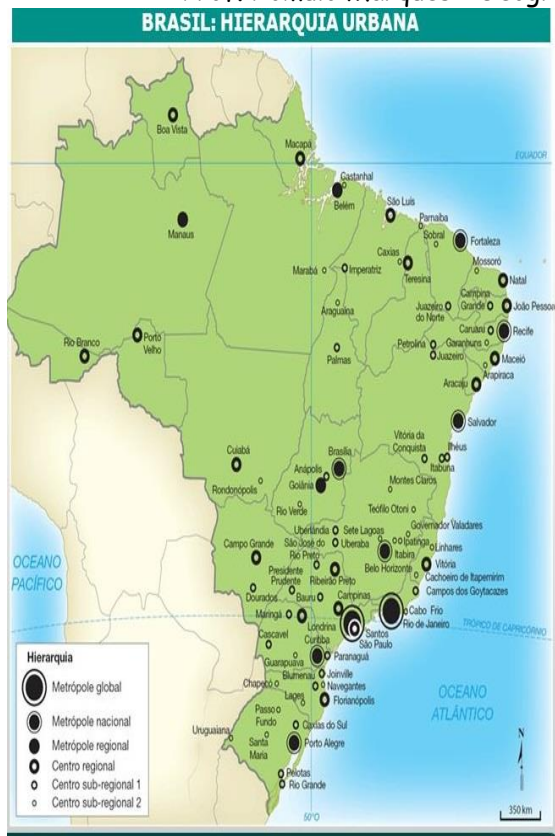 BRASIL: HIERARQUIA URBANA
Boa Vista
Macapá
EQUADOR
Castanhal
Belém
São Luís
Manaus
Parnaíba
Sobral
Fortaleza
Caxias
Mossoró
Marabá
Imperatriz
Teresina
Natal
Juazeiro
do Norte
Campina
Grande
João Pessoa
Araguaína
Caruaru
Recife
Rio Branco
Porto
Velho
Petrolina
Garanhuns
Palmas
Juazeiro
Maceió
Arapiraca
Aracaju
Salvador
Cuiabá
Brasília
Vitória da
Conquista
Ilhéus
Anápolis
Itabuna
Rondonópolis
Goiânia
Montes Claros
Rio Verde
Teófilo Otoni
Uberlândia
Sete Lagoas
Governador Valadares
Campo Grande
São José do
Rio Preto
Uberaba
Ipatinga
Linhares
Itabira
OCEANO
PACÍFICO
Presidente
Prudente
Belo Horizonte
Vitória
Ribeirão Preto
Cachoeiro de Itapemirim
Dourados
Bauru
Campinas
Campos dos Goytacazes
Maringá
Cabo Frio
Londrina
Rio de Janeiro
TRÓPICO DE CAPRICÓRNIO
Cascavel
Santos
Curitiba
São Paulo
Guarapuava
Paranaguá
Blumenau
Joinville
Chapecó
Navegantes
Lages
Florianópolis
OCEANO
ATLÂNTICO
Passo
Fundo
Uruguaiana
Caxias do Sul
Santa
Maria
Porto Alegre
Pelotas
Rio Grande
Hierarquia
Metrópole global
Metrópole nacional
Metrópole regional
Centro regional
Centro sub-regional 1
Centro sub-regional 2
N
350 km
50°O